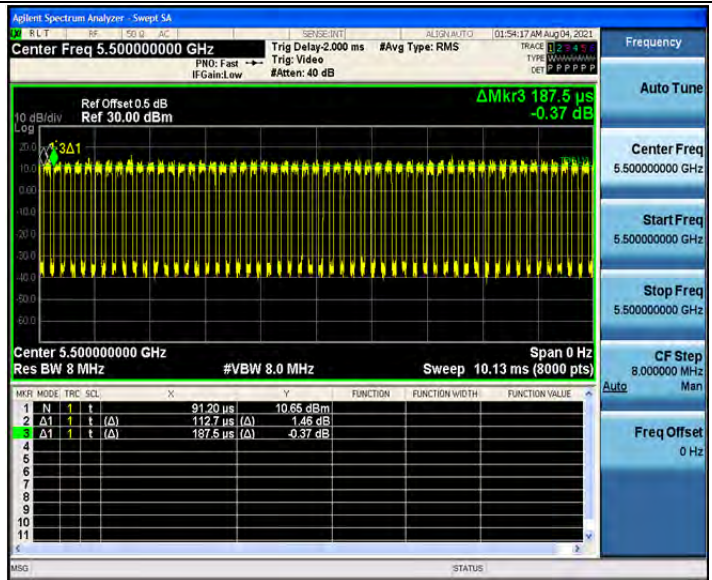 Agilent Spectrum Analyzer - Swept SA
RLT RF 50 Ω AC SENSE:INT ALIGN AUTO 01:54:17 AM Aug 04, 2021
Center Freq 5.500000000 GHz
PNO: Fast
IFGain:Low
Trig Delay-2.000 ms
Trig: Video
#Atten: 40 dB
#Avg Type: RMS
TRACE 1 2 3 4 5 6
TYPE W
DET P P P P P P
Ref Offset 0.5 dB
Ref 30.00 dBm
10 dB/div
Log
ΔMkr3 187.5 µs
-0.37 dB
3Δ1
20.0
10.0
0.00
-10.0
-20.0
-30.0
-40.0
-50.0
-60.0
Center 5.500000000 GHz Span 0 Hz
Res BW 8 MHz #VBW 8.0 MHz Sweep 10.13 ms (8000 pts)
MKR MODE TRC SCL X Y FUNCTION FUNCTION WIDTH FUNCTION VALUE
1 N 1 t 91.20 µs 10.65 dBm
2 Δ1 1 t (Δ) 112.7 µs (Δ) 1.46 dB
3 Δ1 1 t (Δ) 187.5 µs (Δ) -0.37 dB
4
5
6
7
8
9
10
11
MSG STATUS
Frequency
Auto Tune
Center Freq
5.500000000 GHz
Start Freq
5.500000000 GHz
Stop Freq
5.500000000 GHz
CF Step
8.000000 MHz
Auto Man
Freq Offset
0 Hz